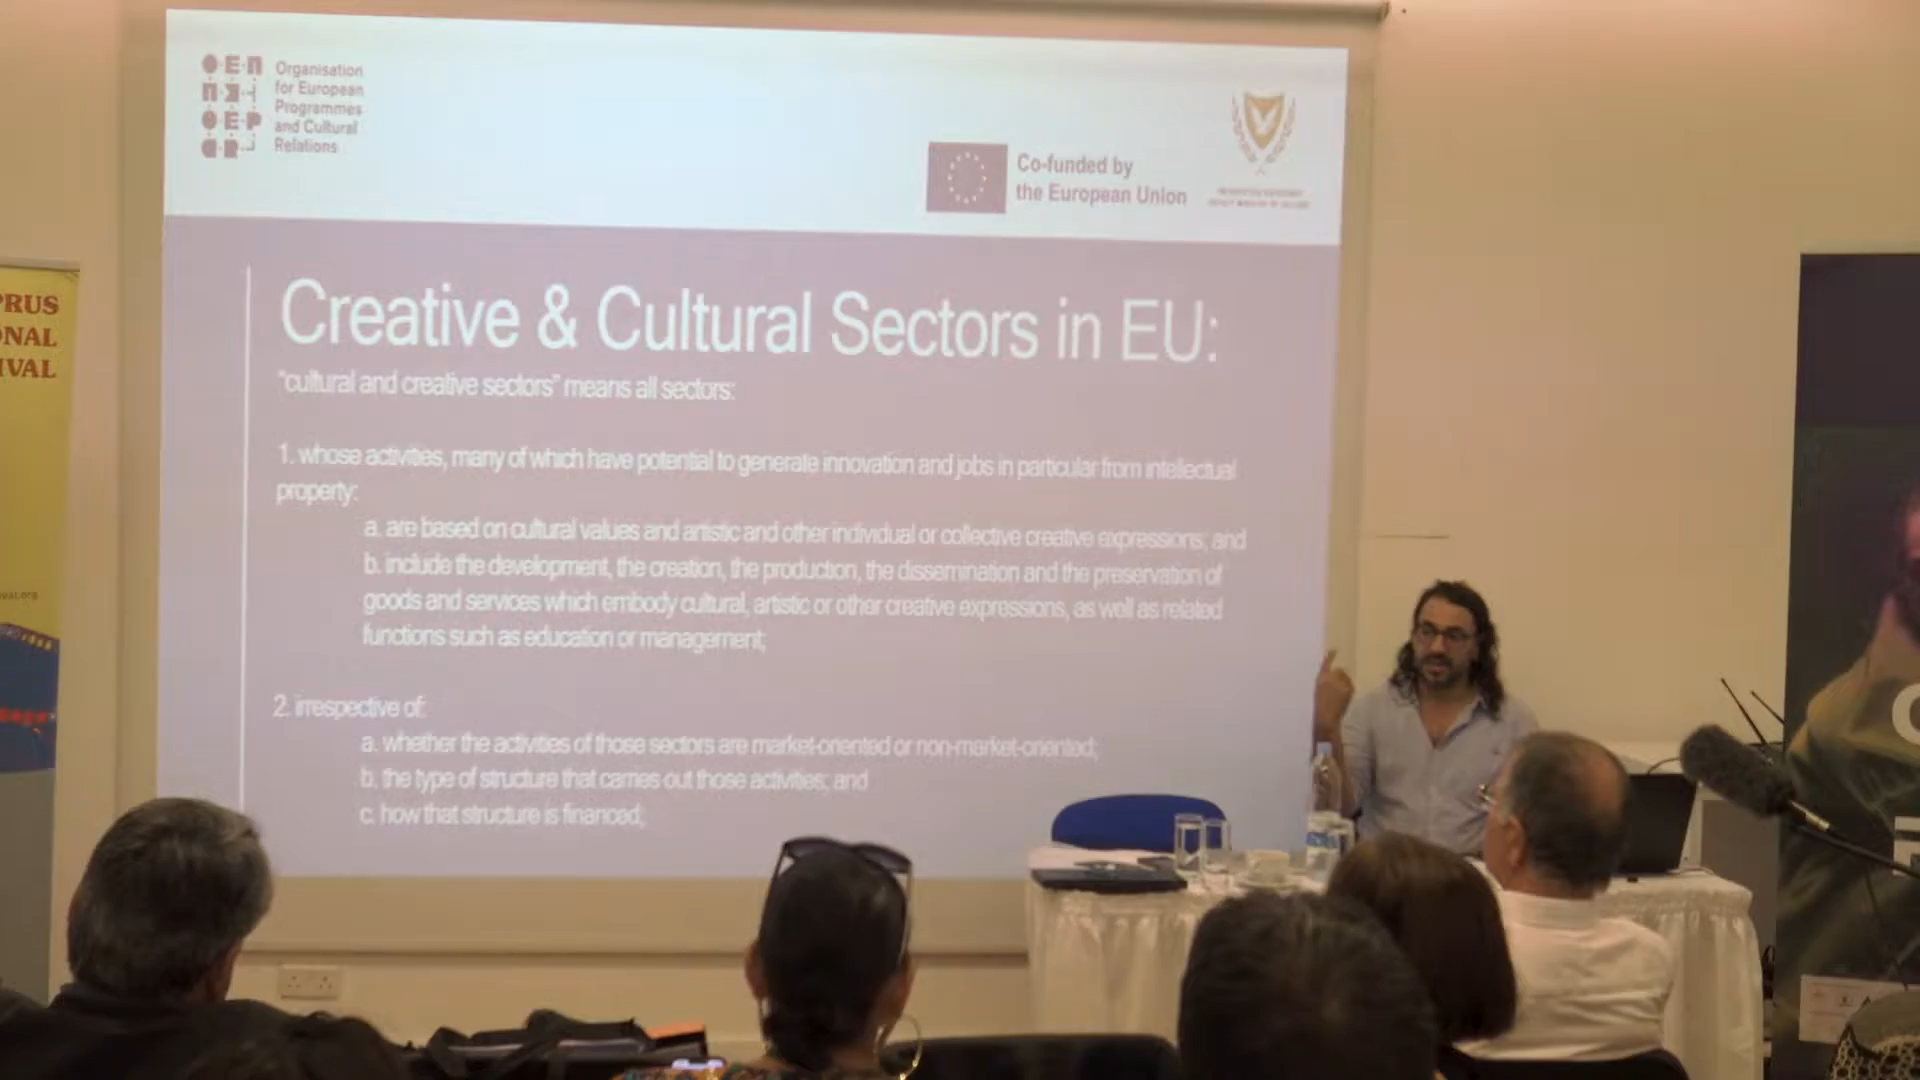 Organisation
for European
Programmes
and Cultural
Relations
Co-funded by
the European Union
Creative & Cultural Sectors in EU:
"cultural and creative sectors" means all sectors:
1. whose activities, many of which have potential to generate innovation and jobs in particular from intellectual
property:
a. are based on cultural values and artistic and other individual or collective creative expressions; and
b. include the development, the creation, the production, the dissemination and the preservation of
goods and services which embody cultural, artistic or other creative expressions, as well as related
functions such as education or management;
2. irrespective of:
a. whether the activities of those sectors are market-oriented or non-market-oriented;
b. the type of structure that carries out those activities; and
c. how that structure is financed;
PRUS
ONAL
IVAL